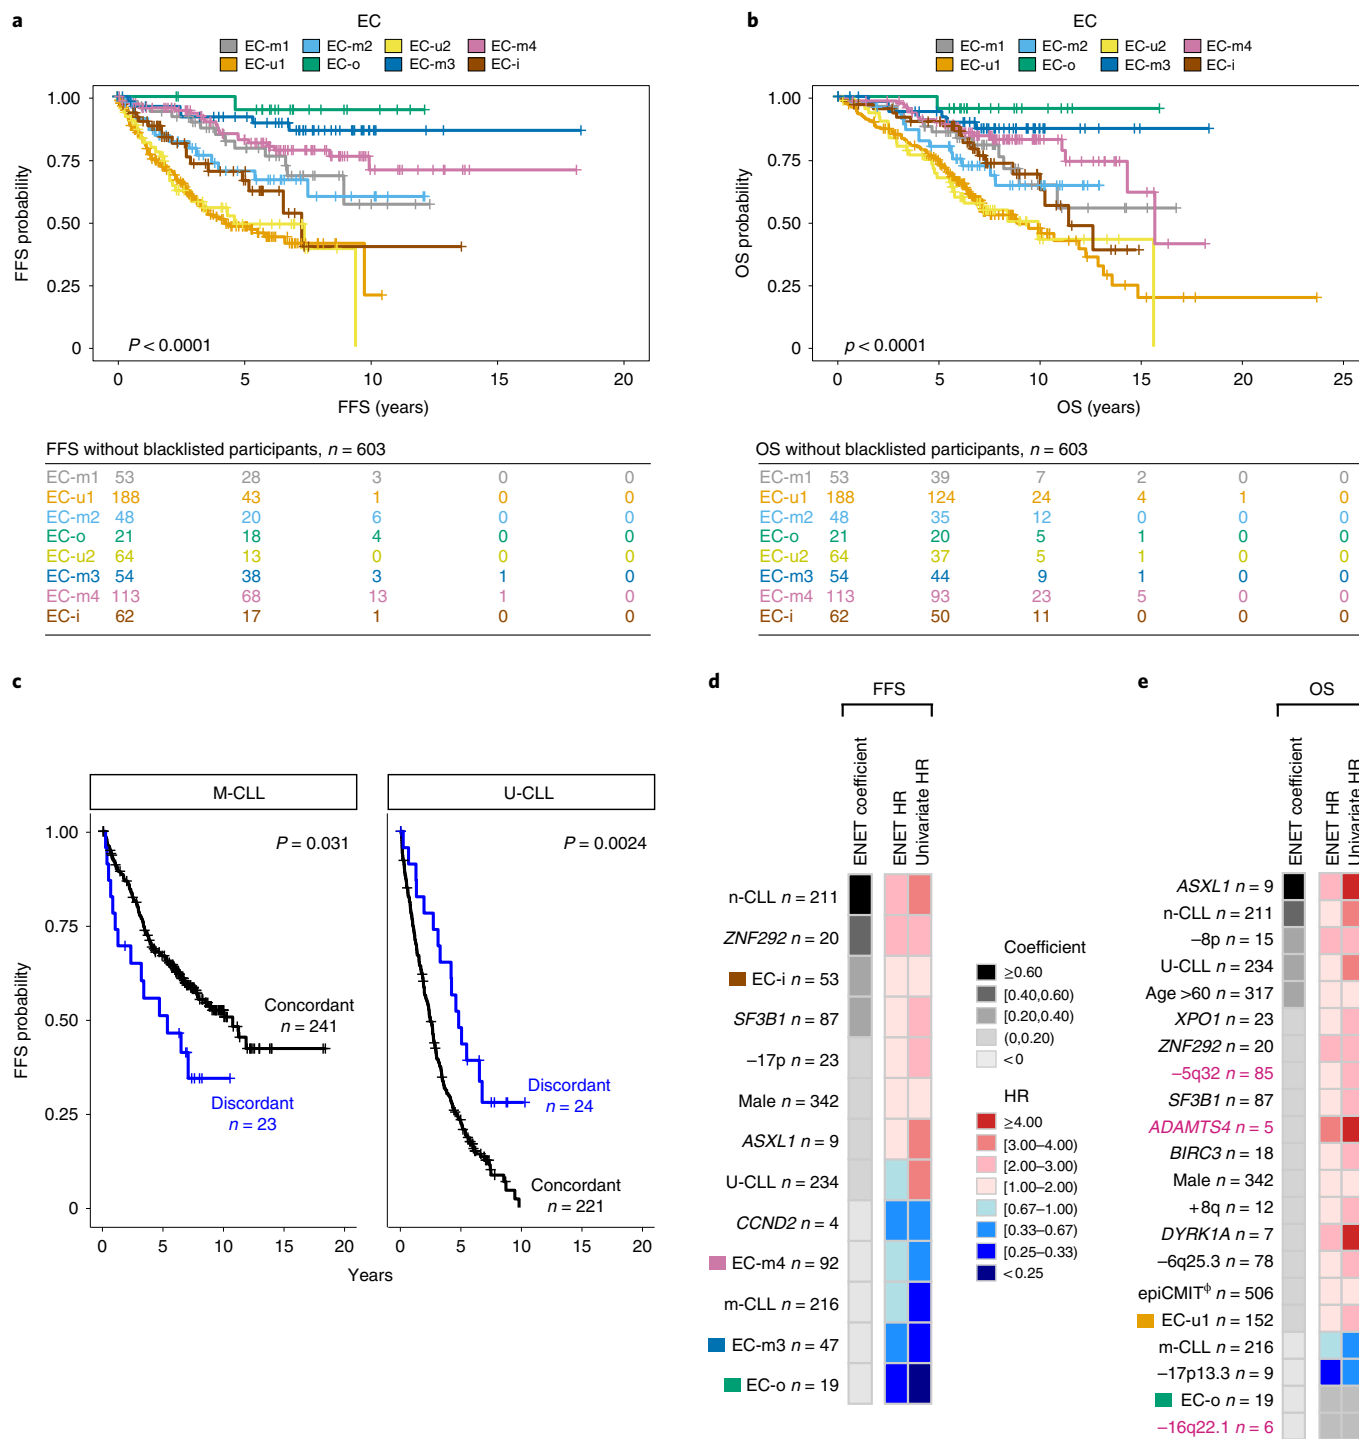 a
EC
EC-m1 EC-m2 EC-u2 EC-m4
EC-u1 EC-o EC-m3 EC-i
1.00
0.75
0.50
0.25
0
FFS probability
P < 0.0001
0 5 10 15 20
FFS (years)
FFS without blacklisted participants, n = 603
EC-m1 53 28 3 0 0
EC-u1 188 43 1 0 0
EC-m2 48 20 6 0 0
EC-o 21 18 4 0 0
EC-u2 64 13 0 0 0
EC-m3 54 38 3 1 0
EC-m4 113 68 13 1 0
EC-i 62 17 1 0 0
b
EC
EC-m1 EC-m2 EC-u2 EC-m4
EC-u1 EC-o EC-m3 EC-i
1.00
0.75
0.50
0.25
0
OS probability
p < 0.0001
0 5 10 15 20 25
OS (years)
OS without blacklisted participants, n = 603
EC-m1 53 39 7 2 0 0
EC-u1 188 124 24 4 1 0
EC-m2 48 35 12 0 0 0
EC-o 21 20 5 1 0 0
EC-u2 64 37 5 1 0 0
EC-m3 54 44 9 1 0 0
EC-m4 113 93 23 5 0 0
EC-i 62 50 11 0 0 0
c
M-CLL
U-CLL
1.00
0.75
0.50
0.25
0
FFS probability
P = 0.031
Concordant
n = 241
Discordant
n = 23
P = 0.0024
Discordant
n = 24
Concordant
n = 221
0 5 10 15 20
0 5 10 15 20
Years
d
FFS
ENET coefficient
ENET HR
Univariate HR
n-CLL n = 211
ZNF292 n = 20
EC-i n = 53
SF3B1 n = 87
–17p n = 23
Male n = 342
ASXL1 n = 9
U-CLL n = 234
CCND2 n = 4
EC-m4 n = 92
m-CLL n = 216
EC-m3 n = 47
EC-o n = 19
Coefficient
≥0.60
[0.40,0.60)
[0.20,0.40)
(0,0.20)
<0
HR
≥4.00
[3.00–4.00)
[2.00–3.00)
[1.00–2.00)
[0.67–1.00)
[0.33–0.67)
[0.25–0.33)
<0.25
e
OS
ENET coefficient
ENET HR
Univariate HR
ASXL1 n = 9
n-CLL n = 211
–8p n = 15
U-CLL n = 234
Age >60 n = 317
XPO1 n = 23
ZNF292 n = 20
–5q32 n = 85
SF3B1 n = 87
ADAMTS4 n = 5
BIRC3 n = 18
Male n = 342
+8q n = 12
DYRK1A n = 7
–6q25.3 n = 78
epiCMITᶲ n = 506
EC-u1 n = 152
m-CLL n = 216
–17p13.3 n = 9
EC-o n = 19
–16q22.1 n = 6